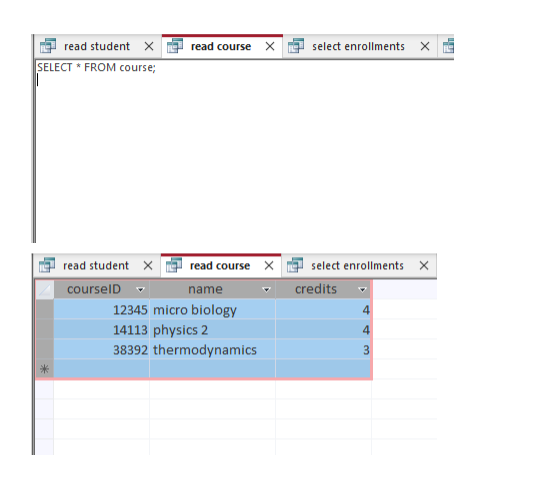 read student read course select enrollments
SELECT * FROM course;
read student read course select enrollments
courseID name credits
12345 micro biology 4
14113 physics 2 4
38392 thermodynamics 3